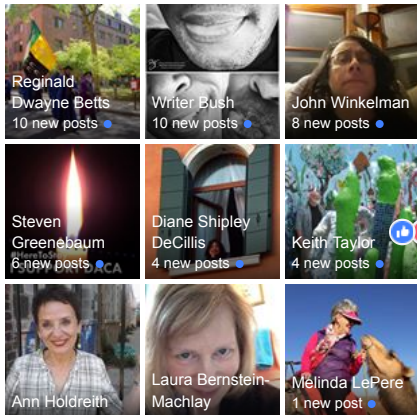 Reginald
Dwayne Betts
10 new posts
Writer Bush
10 new posts
John Winkelman
8 new posts
Steven
Greenebaum
6 new posts
Diane Shipley
DeCillis
4 new posts
Keith Taylor
4 new posts
Ann Holdreith
Laura Bernstein-
Machlay
Melinda LePere
1 new post